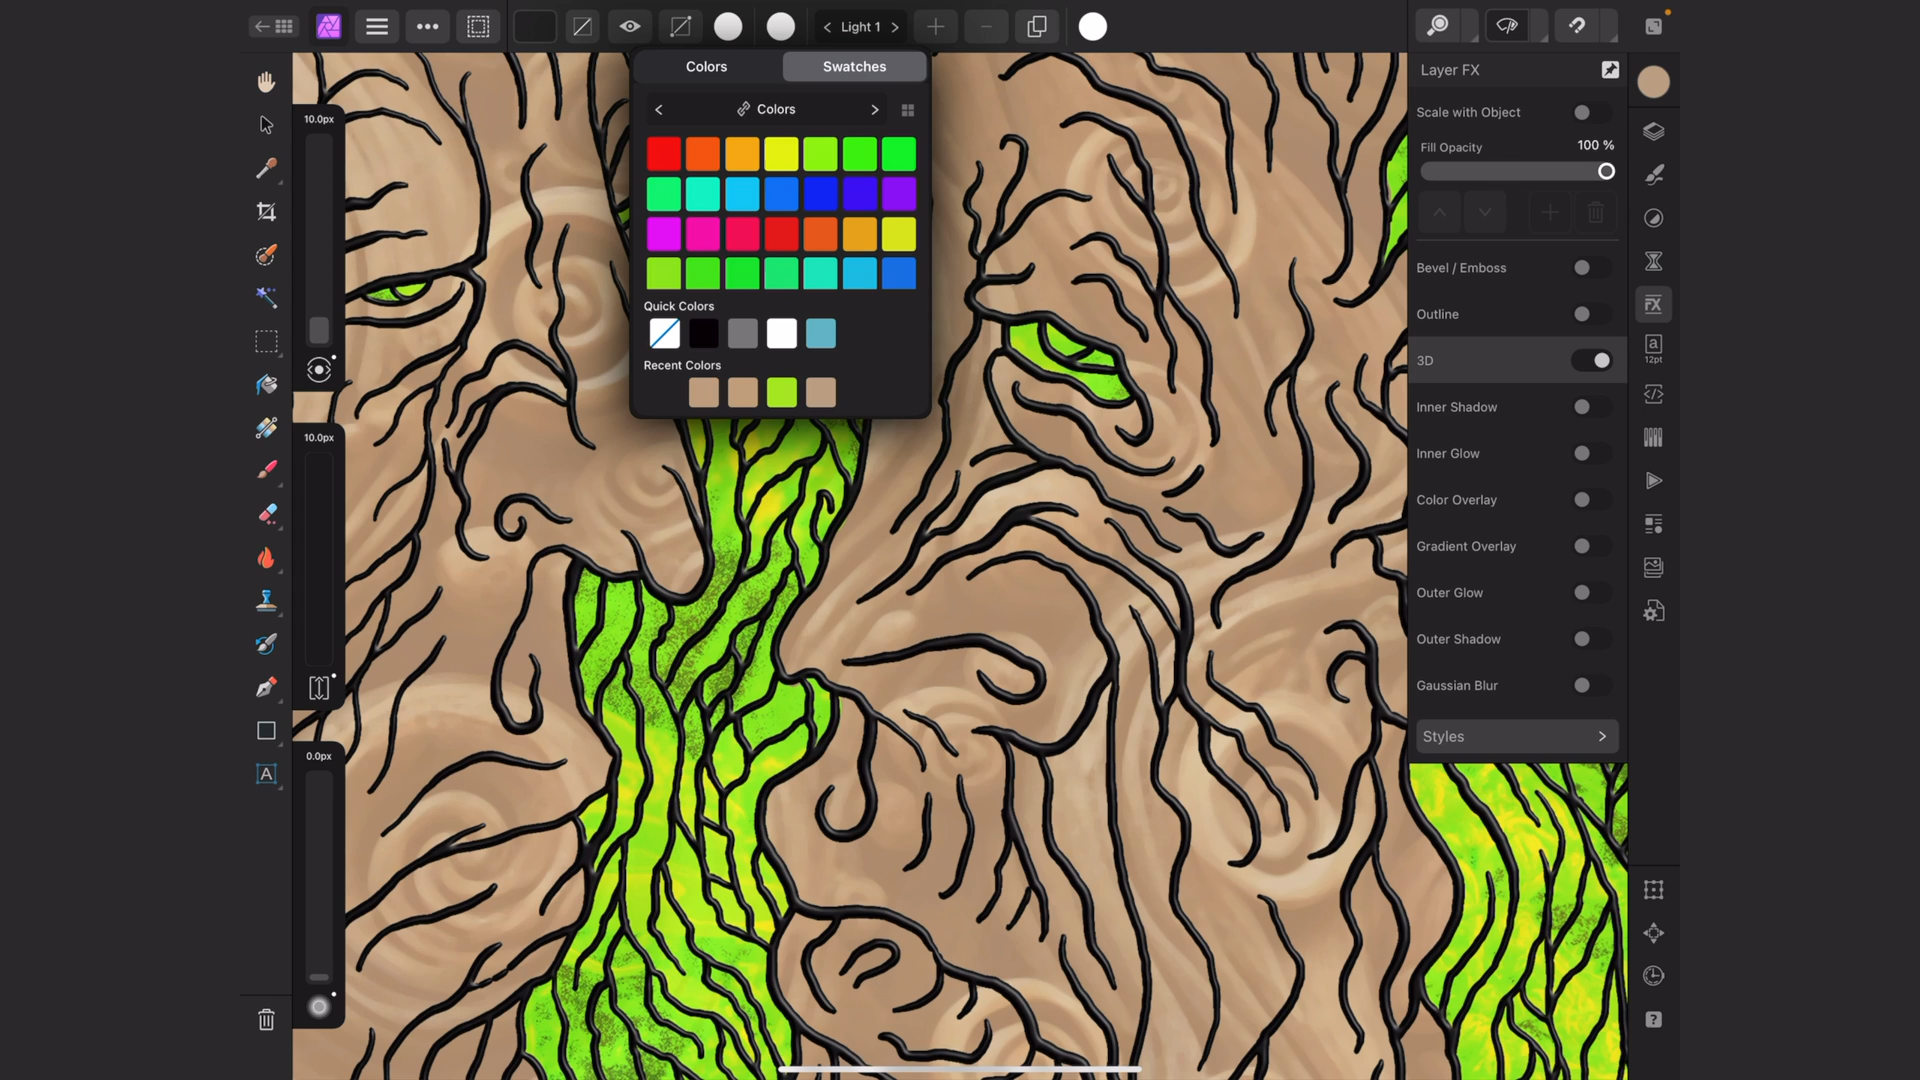 Light 1
Colors
Swatches
Colors
Quick Colors
Recent Colors
10.0px
10.0px
0.0px
A
Layer FX
Scale with Object
Fill Opacity
100 %
Bevel / Emboss
Outline
3D
Inner Shadow
Inner Glow
Color Overlay
Gradient Overlay
Outer Glow
Outer Shadow
Gaussian Blur
Styles
FX
a
12pt
?